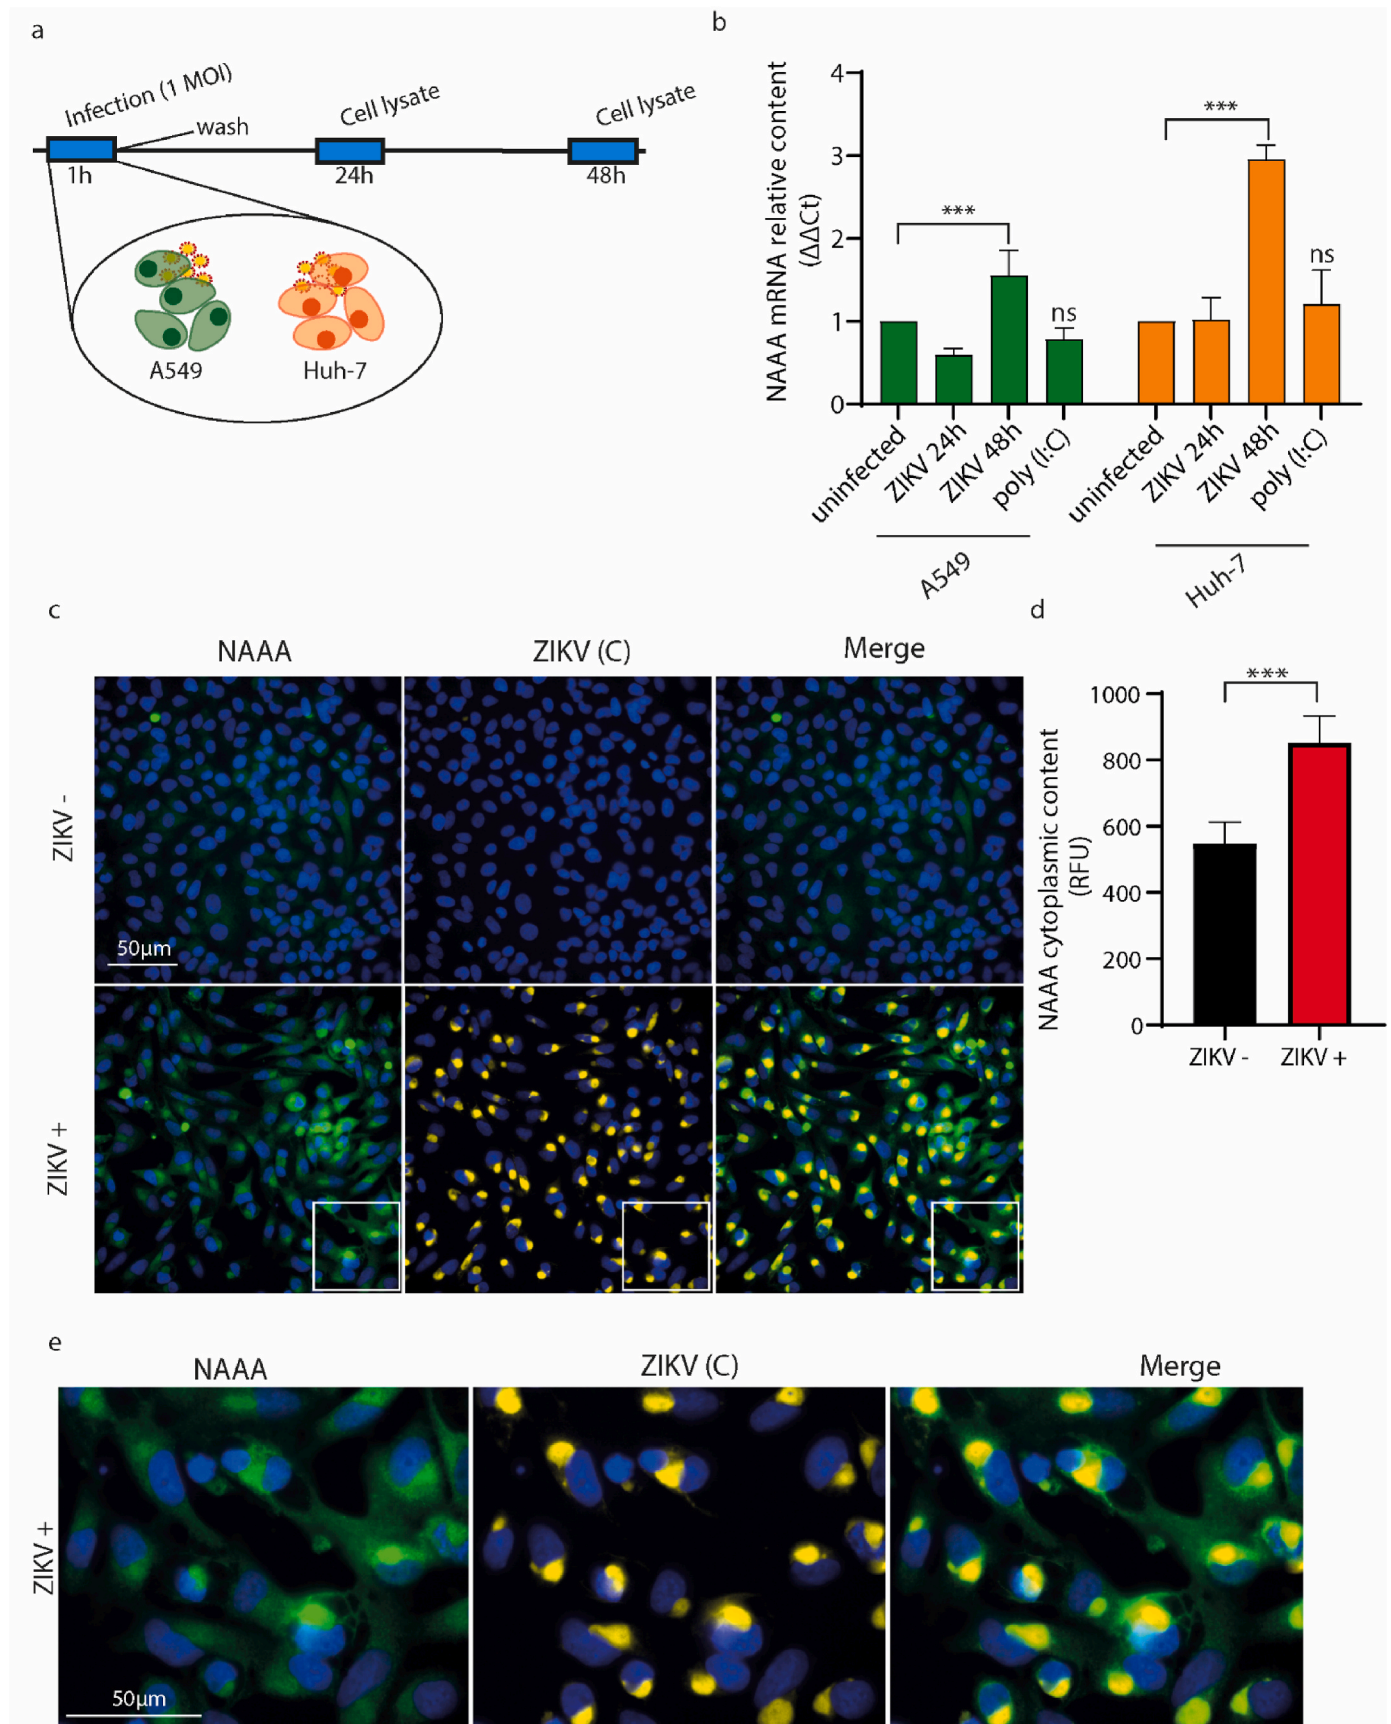 a
Infection (1 MOI)
wash
Cell lysate
Cell lysate
1h
24h
48h
A549
Huh-7
b
NAAA mRNA relative content
(ΔΔCt)
4
3
2
1
0
***
ns
***
ns
uninfected
ZIKV 24h
ZIKV 48h
poly (I:C)
uninfected
ZIKV 24h
ZIKV 48h
poly (I:C)
A549
Huh-7
c
NAAA
ZIKV (C)
Merge
ZIKV -
50µm
ZIKV +
d
NAAA cytoplasmic content
(RFU)
1000
800
600
400
200
0
***
ZIKV -
ZIKV +
e
NAAA
ZIKV (C)
Merge
ZIKV +
50µm